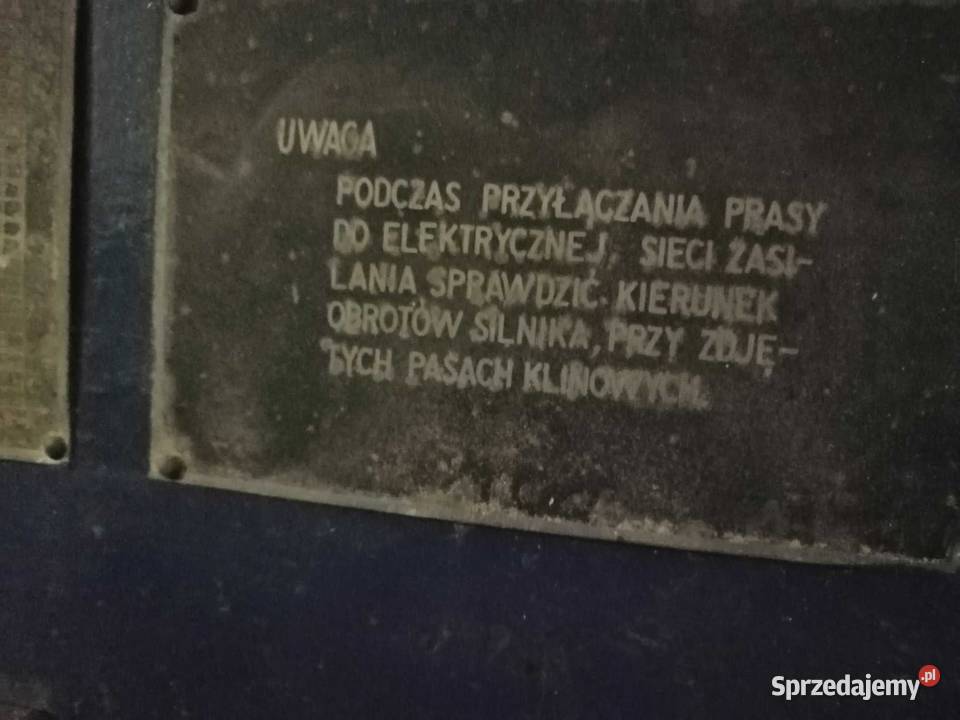 UWAGA
PODCZAS PRZYŁĄCZANIA PRASY
DO ELEKTRYCZNEJ, SIECI ZASI-
LANIA SPRAWDZIĆ KIERUNEK
OBROTÓW SILNIKA, PRZY ZDJĘ-
TYCH PASACH KLINOWYCH.
Sprzedajemy.pl